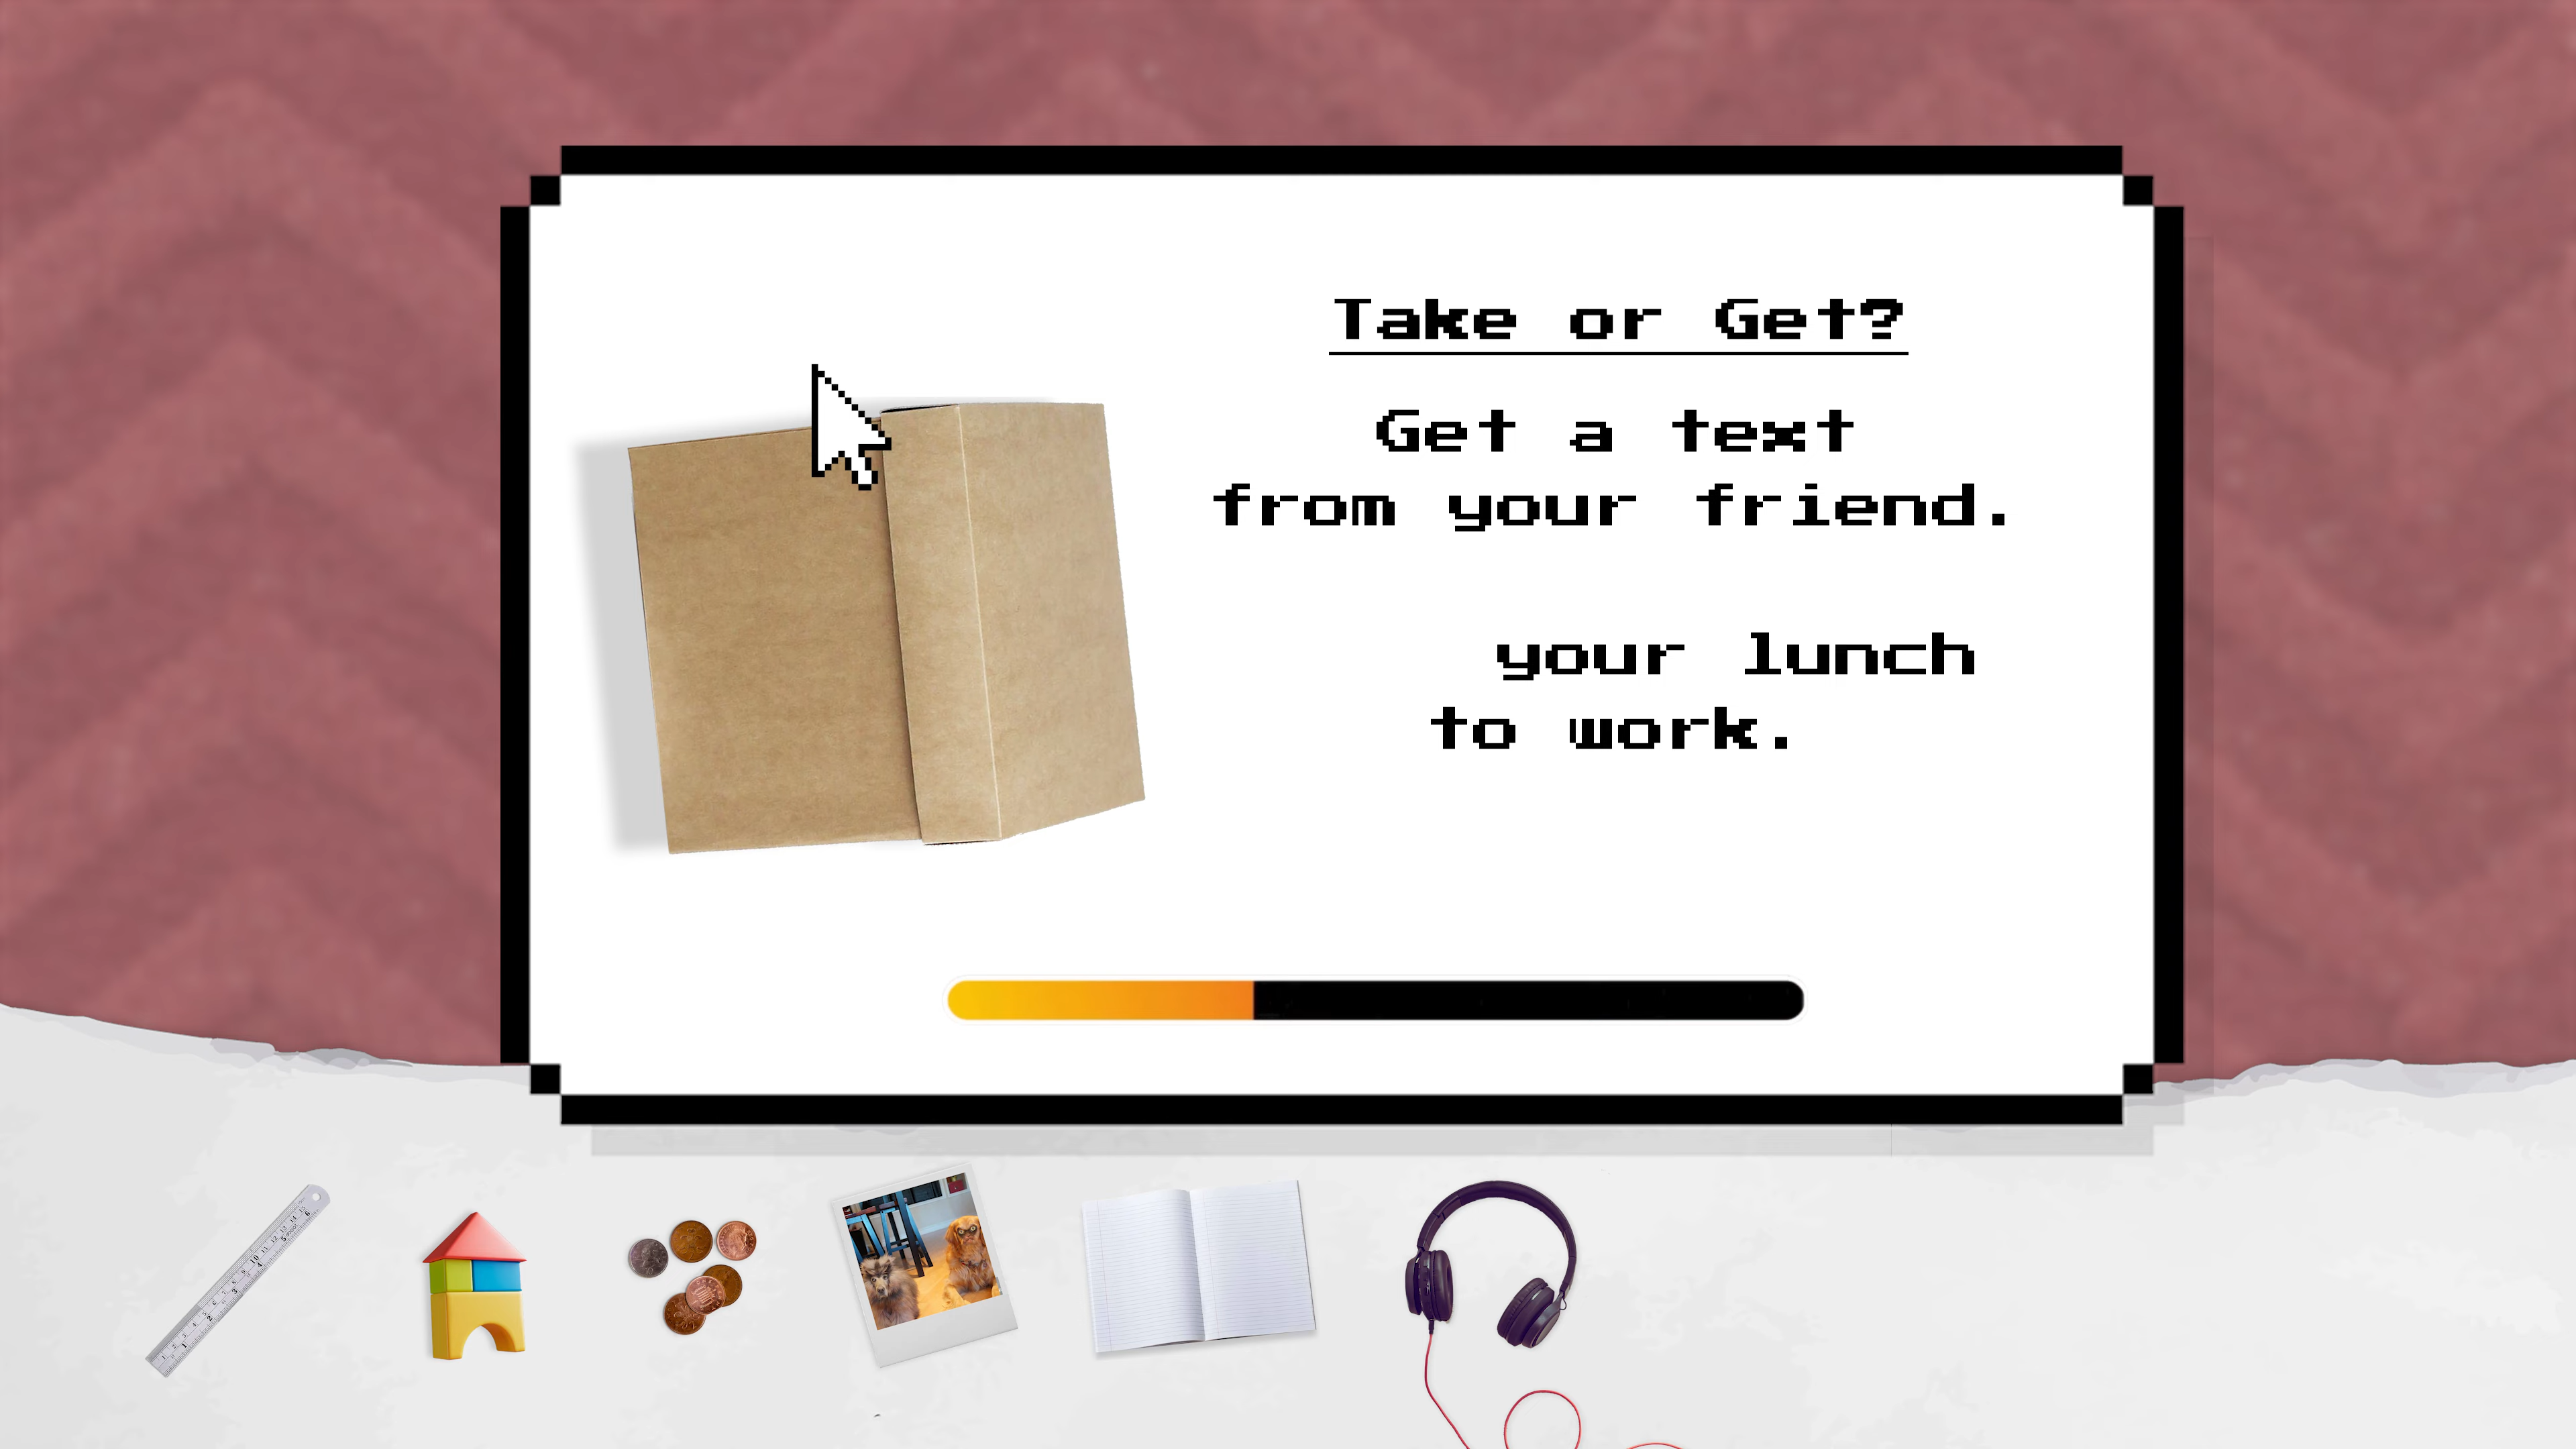 Take or Get?
Get a text
from your friend.
your lunch
to work.